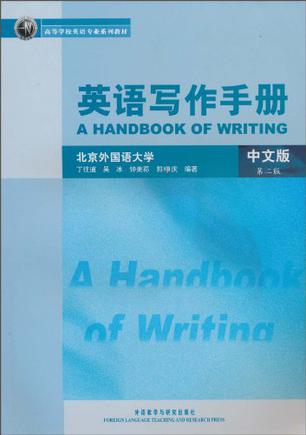 高等学校英语专业系列教材
英语写作手册
A HANDBOOK OF WRITING
北京外国语大学
丁往道 吴冰 钟美荪 郭棲庆 编著
中文版
第二版
A Handbook
of Writing
外语教学与研究出版社
FOREIGN LANGUAGE TEACHING AND RESEARCH PRESS